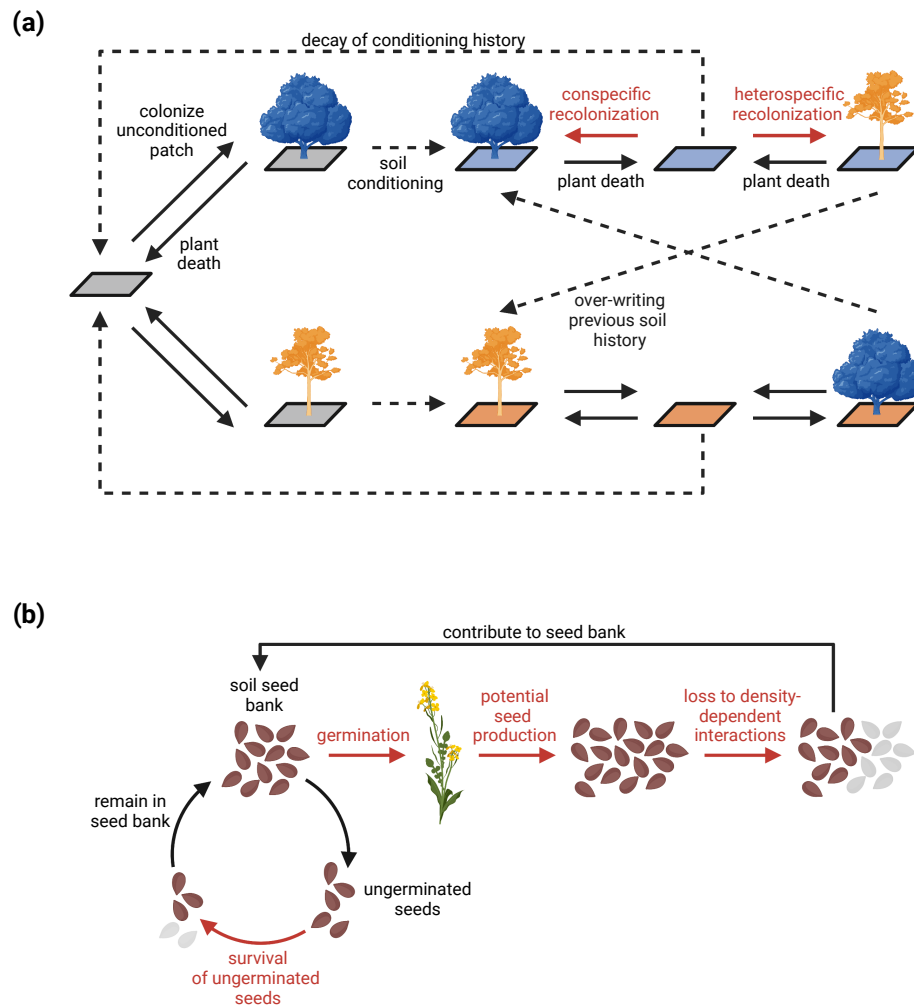 (a)
decay of conditioning history
colonize
unconditioned
patch
conspecific
recolonization
heterospecific
recolonization
soil
conditioning
plant death
plant death
plant
death
over-writing
previous soil
history
(b)
contribute to seed bank
soil seed
bank
germination
potential
seed
production
loss to density-
dependent
interactions
remain in
seed bank
ungerminated
seeds
survival
of ungerminated
seeds